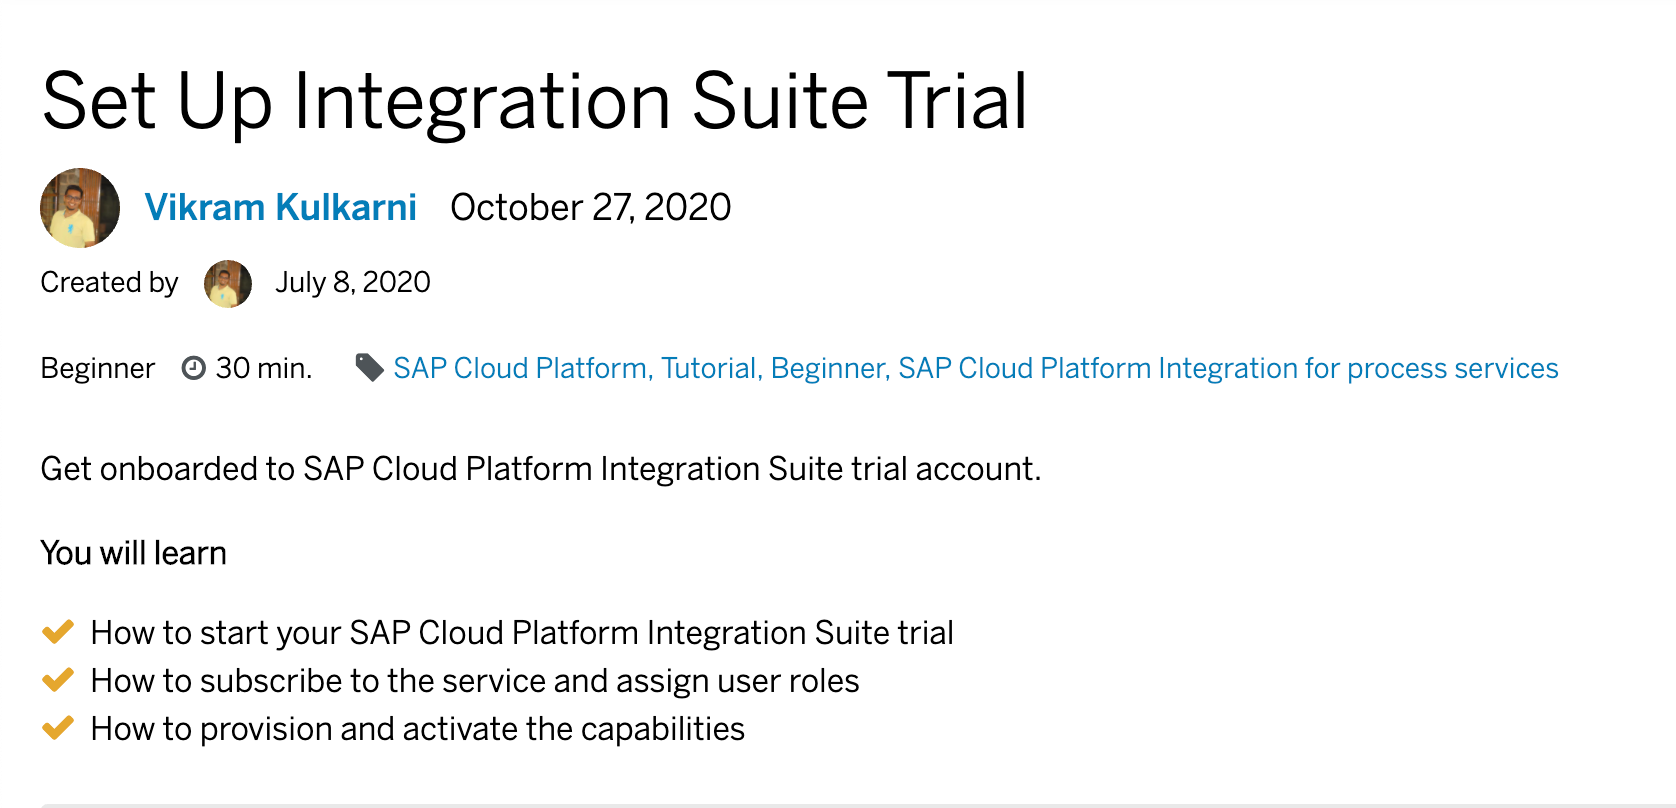 Set Up Integration Suite Trial
Vikram Kulkarni October 27, 2020
Created by July 8, 2020
Beginner 30 min. SAP Cloud Platform, Tutorial, Beginner, SAP Cloud Platform Integration for process services
Get onboarded to SAP Cloud Platform Integration Suite trial account.
You will learn
How to start your SAP Cloud Platform Integration Suite trial
How to subscribe to the service and assign user roles
How to provision and activate the capabilities